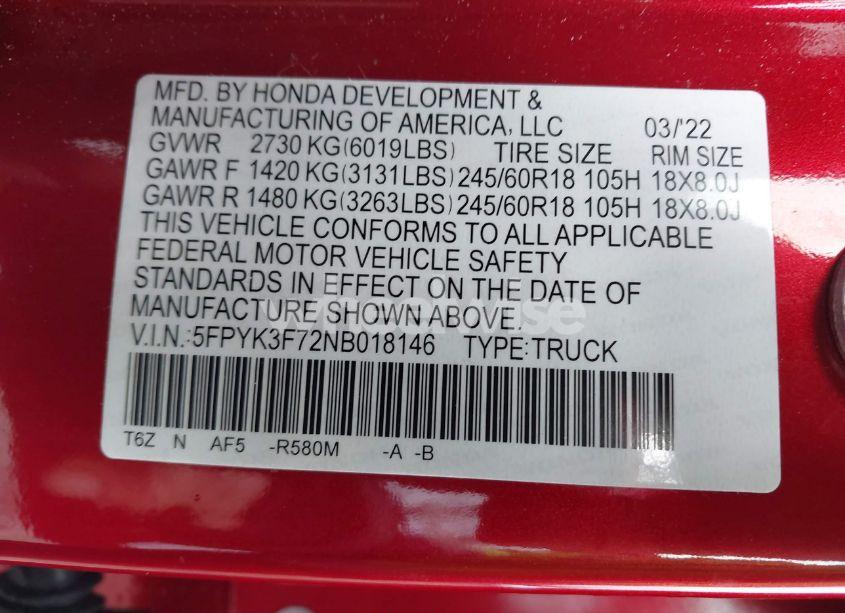 MFD. BY HONDA DEVELOPMENT &
MANUFACTURING OF AMERICA, LLC 03/'22
GVWR 2730 KG(6019LBS) TIRE SIZE RIM SIZE
GAWR F 1420 KG(3131LBS) 245/60R18 105H 18X8.0J
GAWR R 1480 KG(3263LBS) 245/60R18 105H 18X8.0J
THIS VEHICLE CONFORMS TO ALL APPLICABLE
FEDERAL MOTOR VEHICLE SAFETY
STANDARDS IN EFFECT ON THE DATE OF
MANUFACTURE SHOWN ABOVE.
V.I.N.:5FPYK3F72NB018146 TYPE:TRUCK
T6Z N AF5 -R580M -A -B